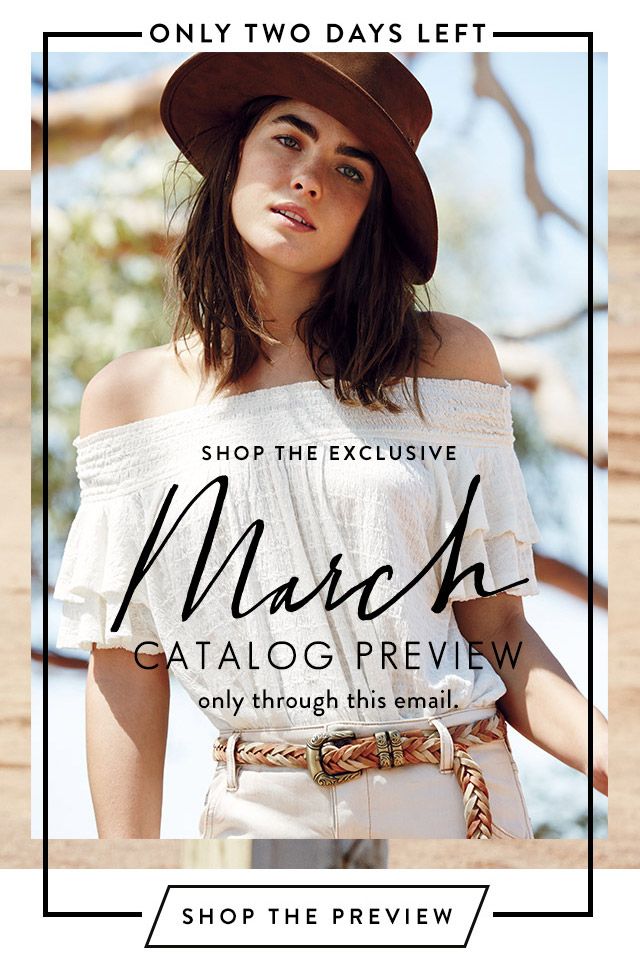 ONLY TWO DAYS LEFT
SHOP THE EXCLUSIVE
March
CATALOG PREVIEW
only through this email.
SHOP THE PREVIEW